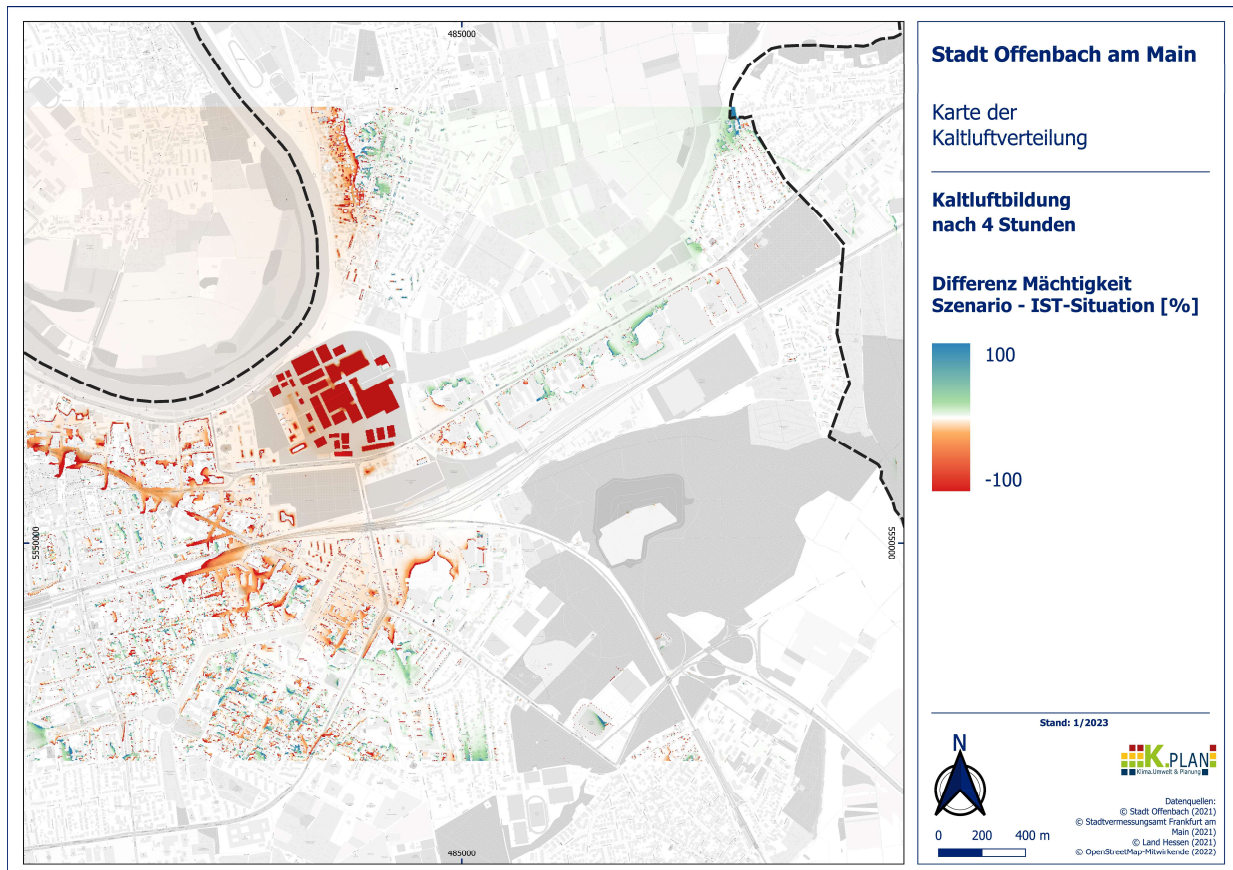 485000
5550000
5550000
485000
Stadt Offenbach am Main
Karte der
Kaltluftverteilung
Kaltluftbildung
nach 4 Stunden
Differenz Mächtigkeit
Szenario - IST-Situation [%]
100
-100
Stand: 1/2023
N
K.PLAN
Klima.Umwelt & Planung
0 200 400 m
Datenquellen:
© Stadt Offenbach (2021)
© Stadtvermessungsamt Frankfurt am
Main (2021)
© Land Hessen (2021)
© OpenStreetMap-Mitwirkende (2022)